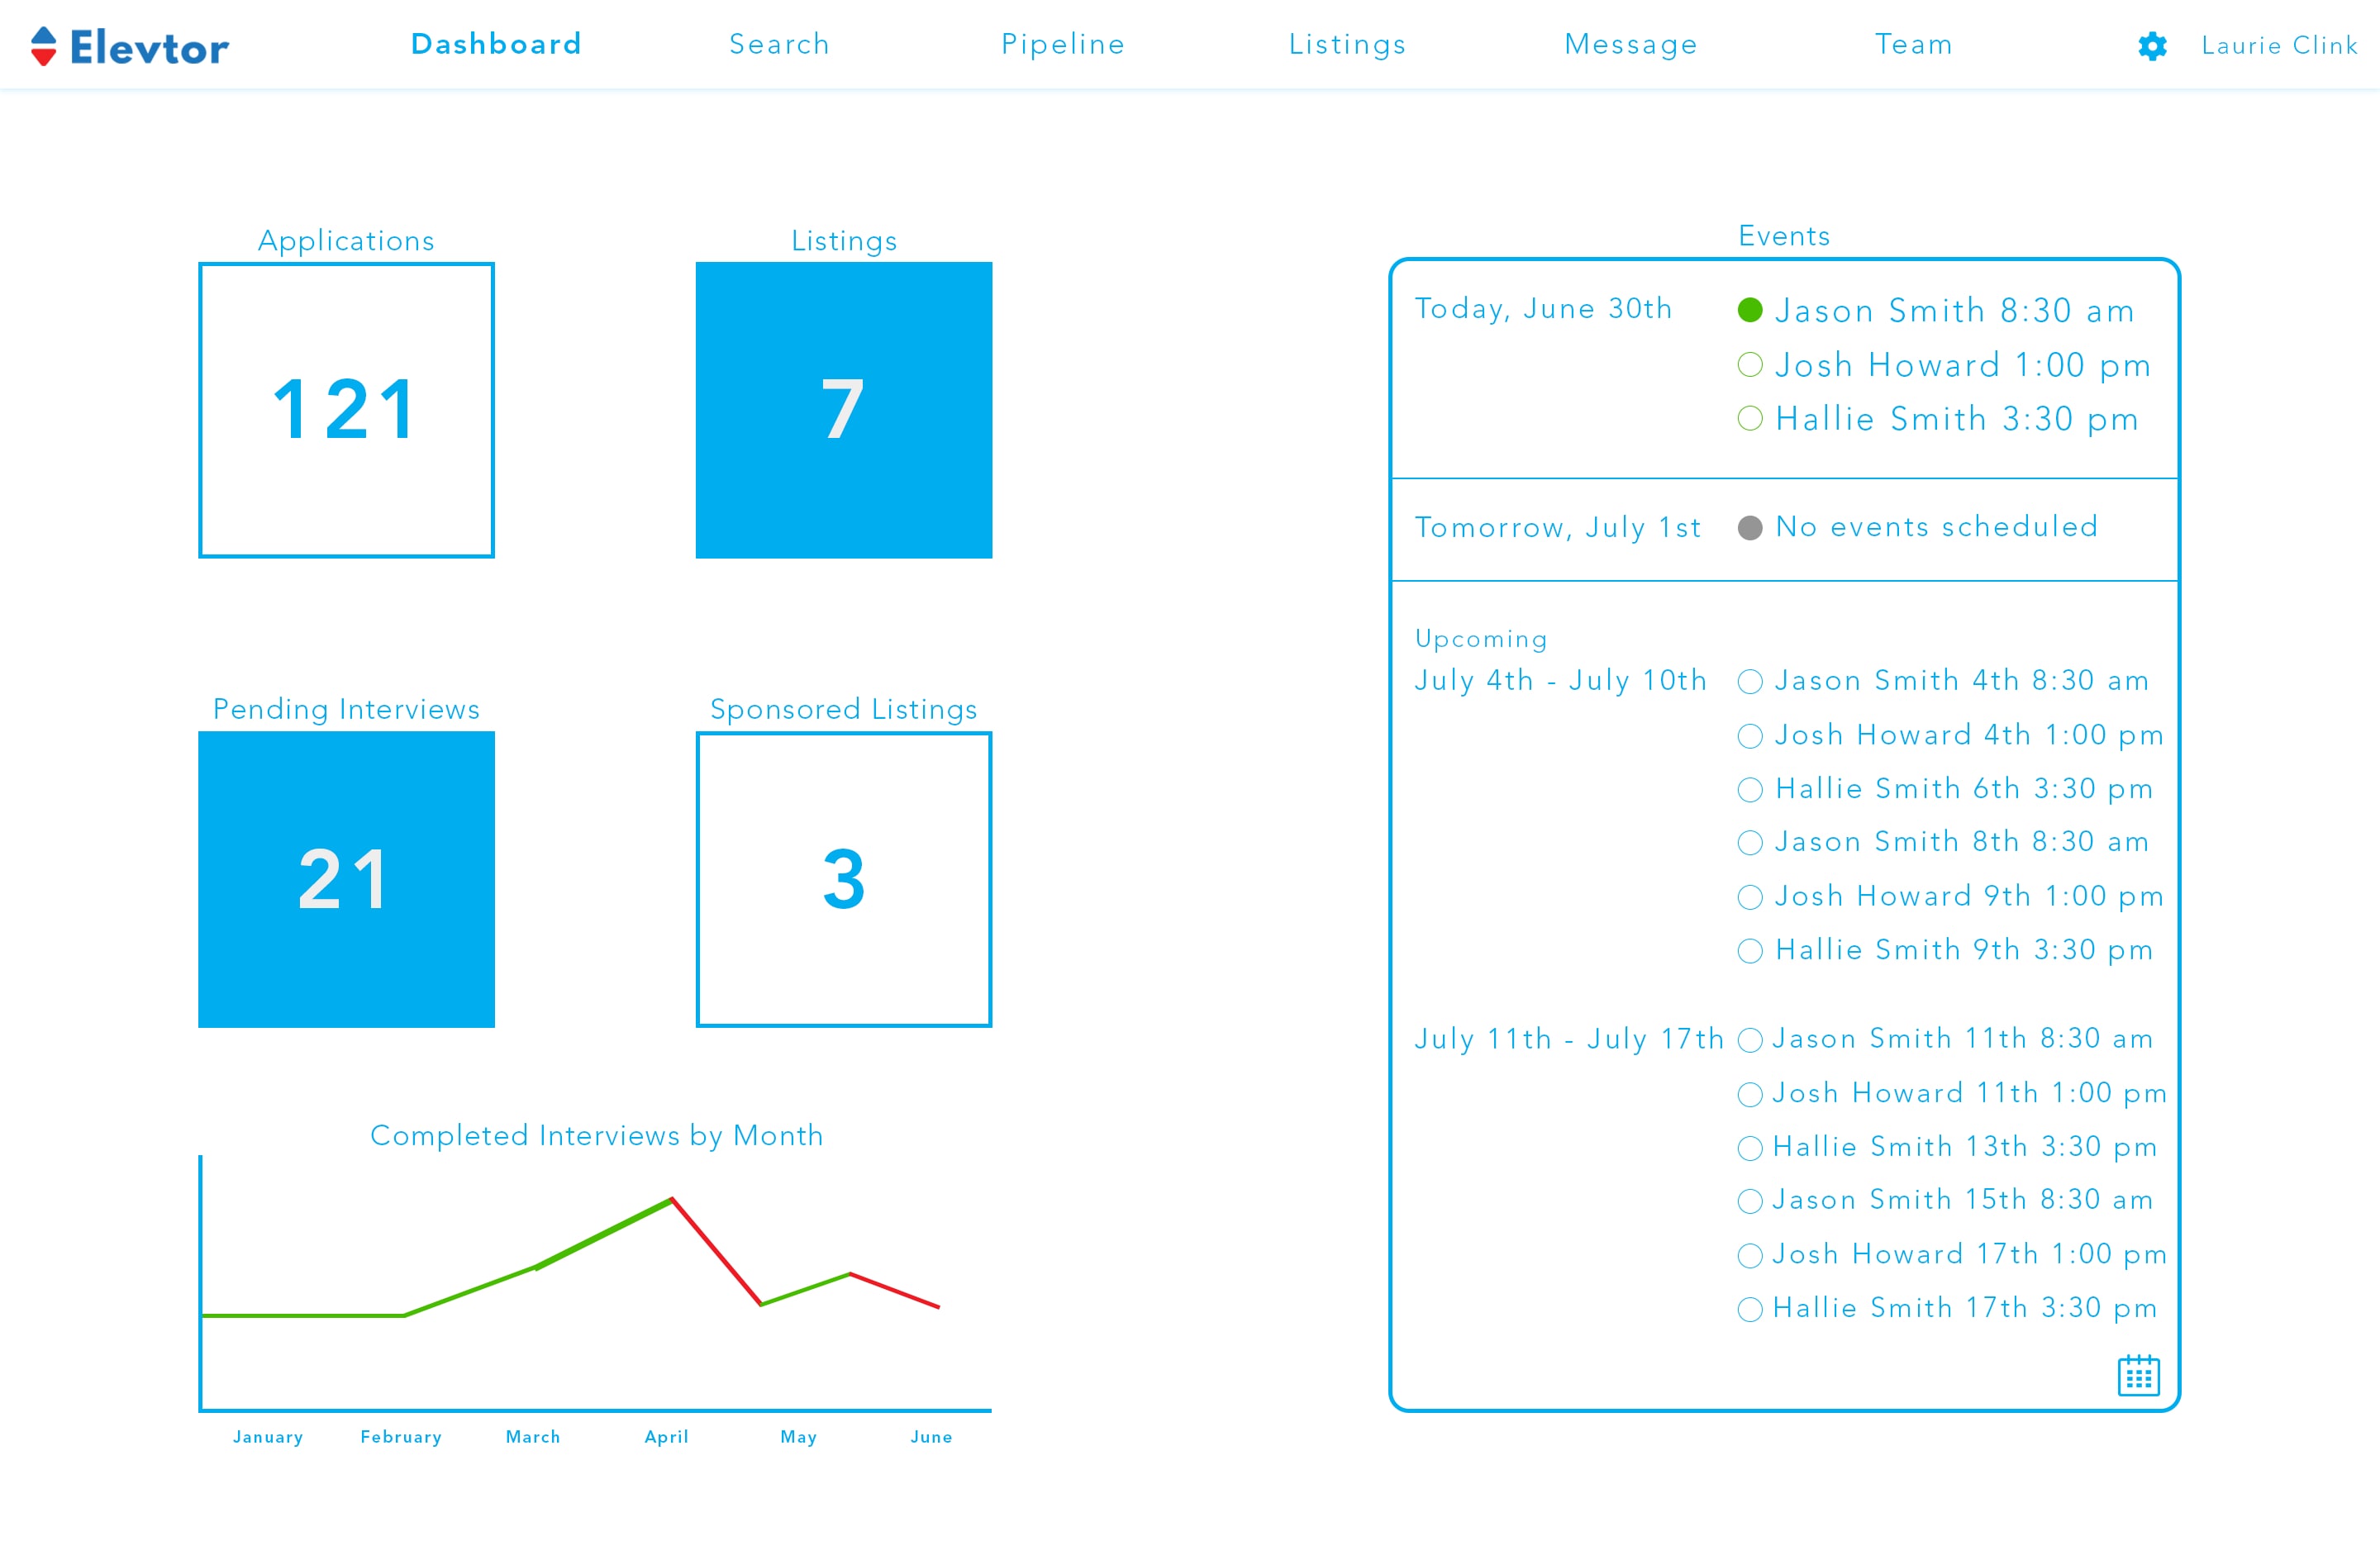 Elevtor
Dashboard
Search
Pipeline
Listings
Message
Team
Laurie Clink
Applications
121
Listings
7
Pending Interviews
21
Sponsored Listings
3
Completed Interviews by Month
January
February
March
April
May
June
Events
Today, June 30th
Jason Smith 8:30 am
Josh Howard 1:00 pm
Hallie Smith 3:30 pm
Tomorrow, July 1st
No events scheduled
Upcoming
July 4th - July 10th
Jason Smith 4th 8:30 am
Josh Howard 4th 1:00 pm
Hallie Smith 6th 3:30 pm
Jason Smith 8th 8:30 am
Josh Howard 9th 1:00 pm
Hallie Smith 9th 3:30 pm
July 11th - July 17th
Jason Smith 11th 8:30 am
Josh Howard 11th 1:00 pm
Hallie Smith 13th 3:30 pm
Jason Smith 15th 8:30 am
Josh Howard 17th 1:00 pm
Hallie Smith 17th 3:30 pm